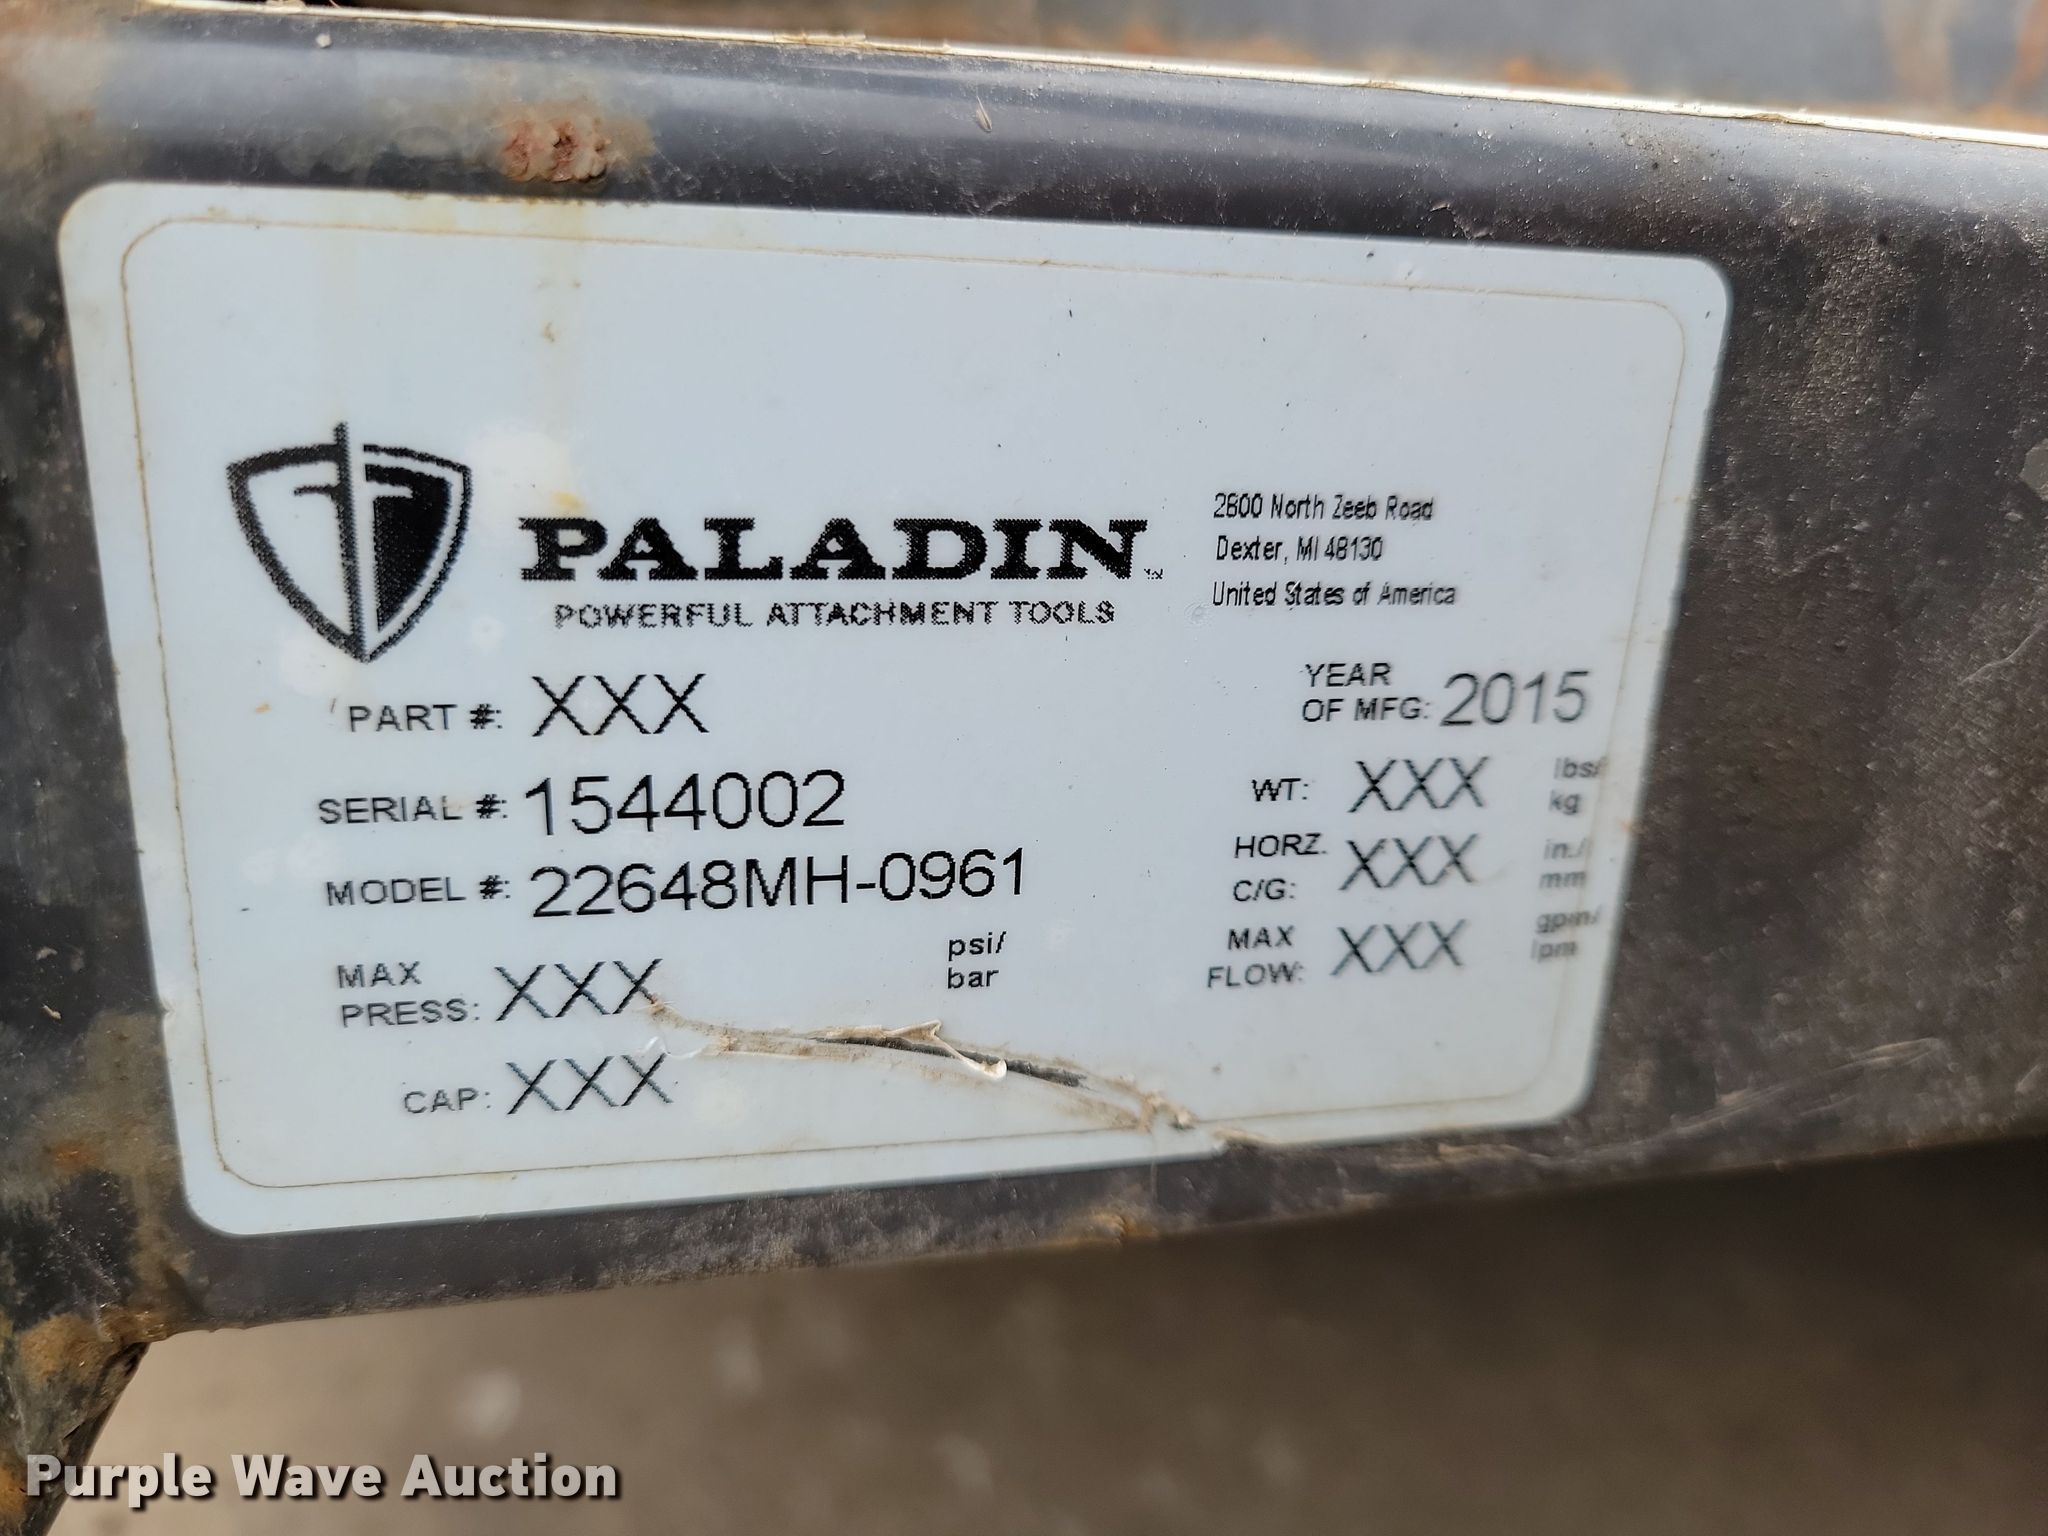 PALADIN™
POWERFUL ATTACHMENT TOOLS
2800 North Zeeb Road
Dexter, MI 48130
United States of America
PART #: XXX
YEAR
OF MFG: 2015
SERIAL #: 1544002
WT: XXX lbs/
kg
MODEL #: 22648MH-0961
HORZ.
C/G: XXX in./
mm
MAX
PRESS: XXX psi/
bar
MAX
FLOW: XXX gpm/
lpm
CAP: XXX
Purple Wave Auction